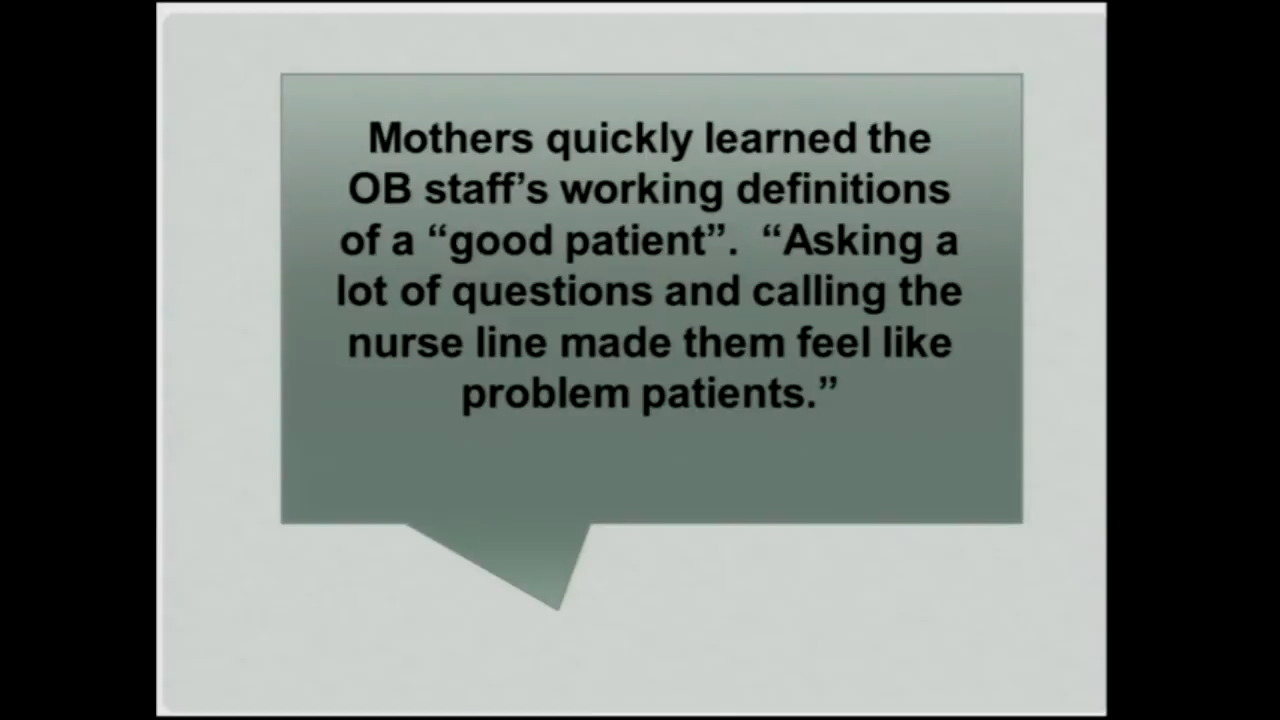 Mothers quickly learned the
OB staff’s working definitions
of a “good patient”.  “Asking a
lot of questions and calling the
nurse line made them feel like
problem patients.”